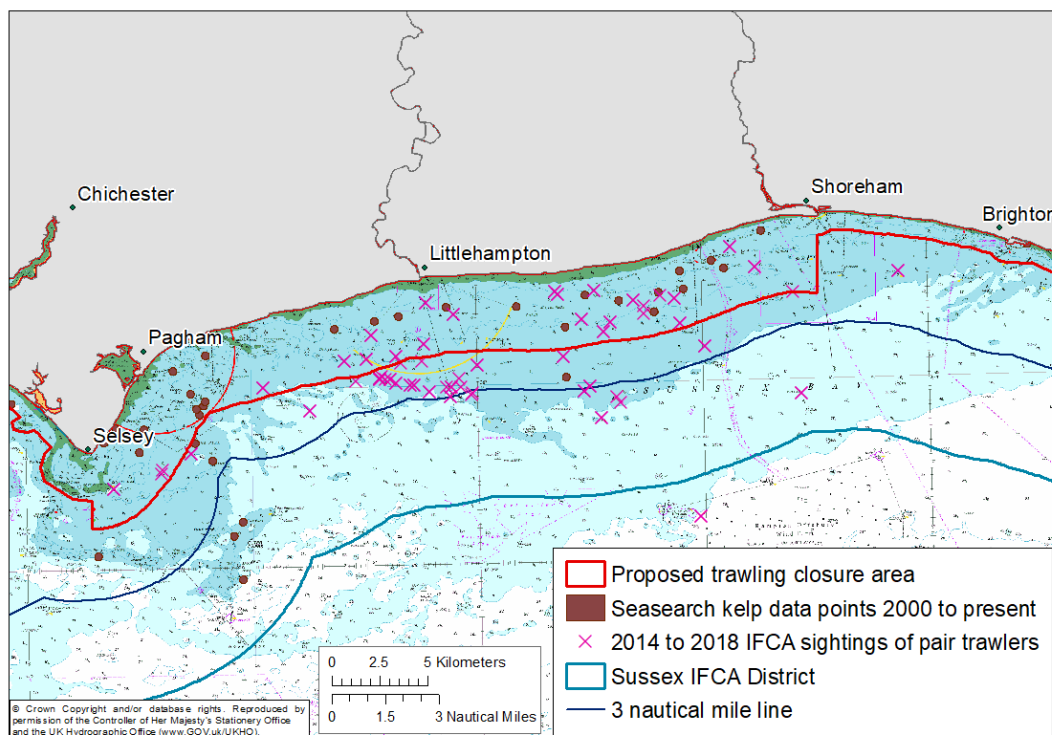 Chichester
Shoreham
Brighton
Littlehampton
Pagham
Selsey
Proposed trawling closure area
Seasearch kelp data points 2000 to present
2014 to 2018 IFCA sightings of pair trawlers
Sussex IFCA District
3 nautical mile line
0 2.5 5 Kilometers
0 1.5 3 Nautical Miles
© Crown Copyright and/or database rights. Reproduced by
permission of the Controller of Her Majesty's Stationery Office
and the UK Hydrographic Office (www.GOV.uk/UKHO).